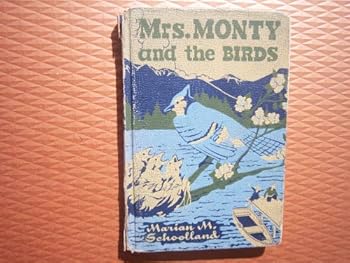 Mrs. MONTY
and the BIRDS
Marian M.
Schoolland